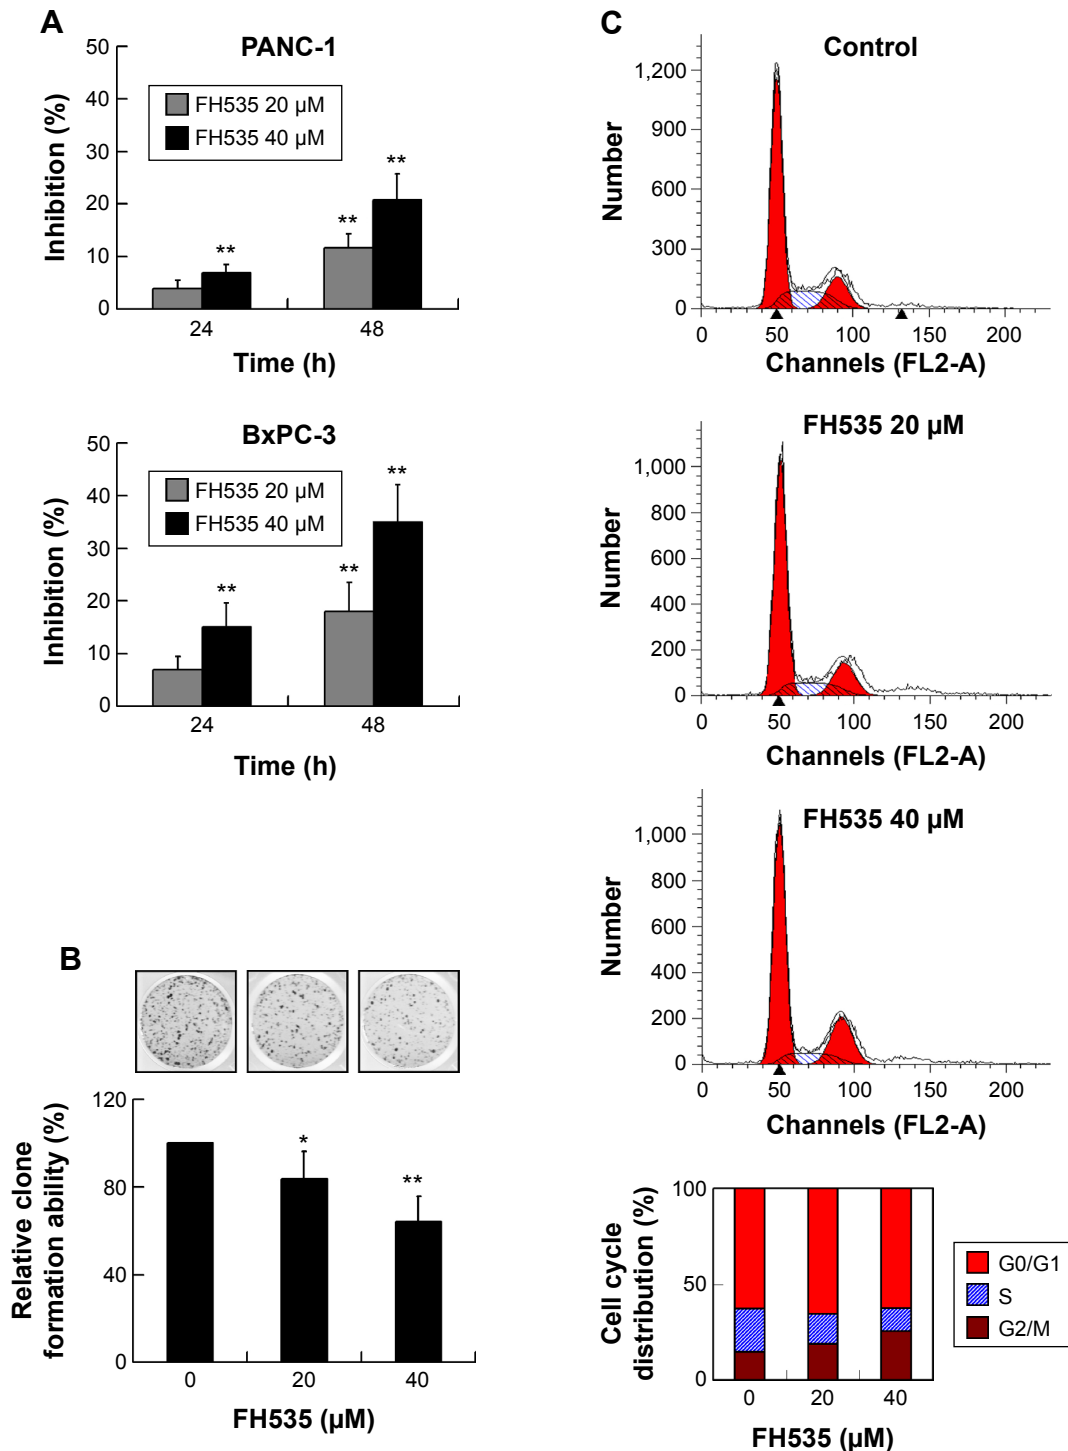 A
PANC-1
Inhibition (%)
50
40
30
20
10
0
FH535 20 µM
FH535 40 µM
**
**
**
24
48
Time (h)
BxPC-3
Inhibition (%)
50
40
30
20
10
0
FH535 20 µM
FH535 40 µM
**
**
**
24
48
Time (h)
B
Relative clone
formation ability (%)
120
80
40
0
*
**
0
20
40
FH535 (µM)
C
Control
Number
1,200
900
600
300
0
0
50
100
150
200
Channels (FL2-A)
FH535 20 µM
Number
1,000
800
600
400
200
0
0
50
100
150
200
Channels (FL2-A)
FH535 40 µM
Number
1,000
800
600
400
200
0
0
50
100
150
200
Channels (FL2-A)
Cell cycle
distribution (%)
100
50
0
0
20
40
FH535 (µM)
G0/G1
S
G2/M